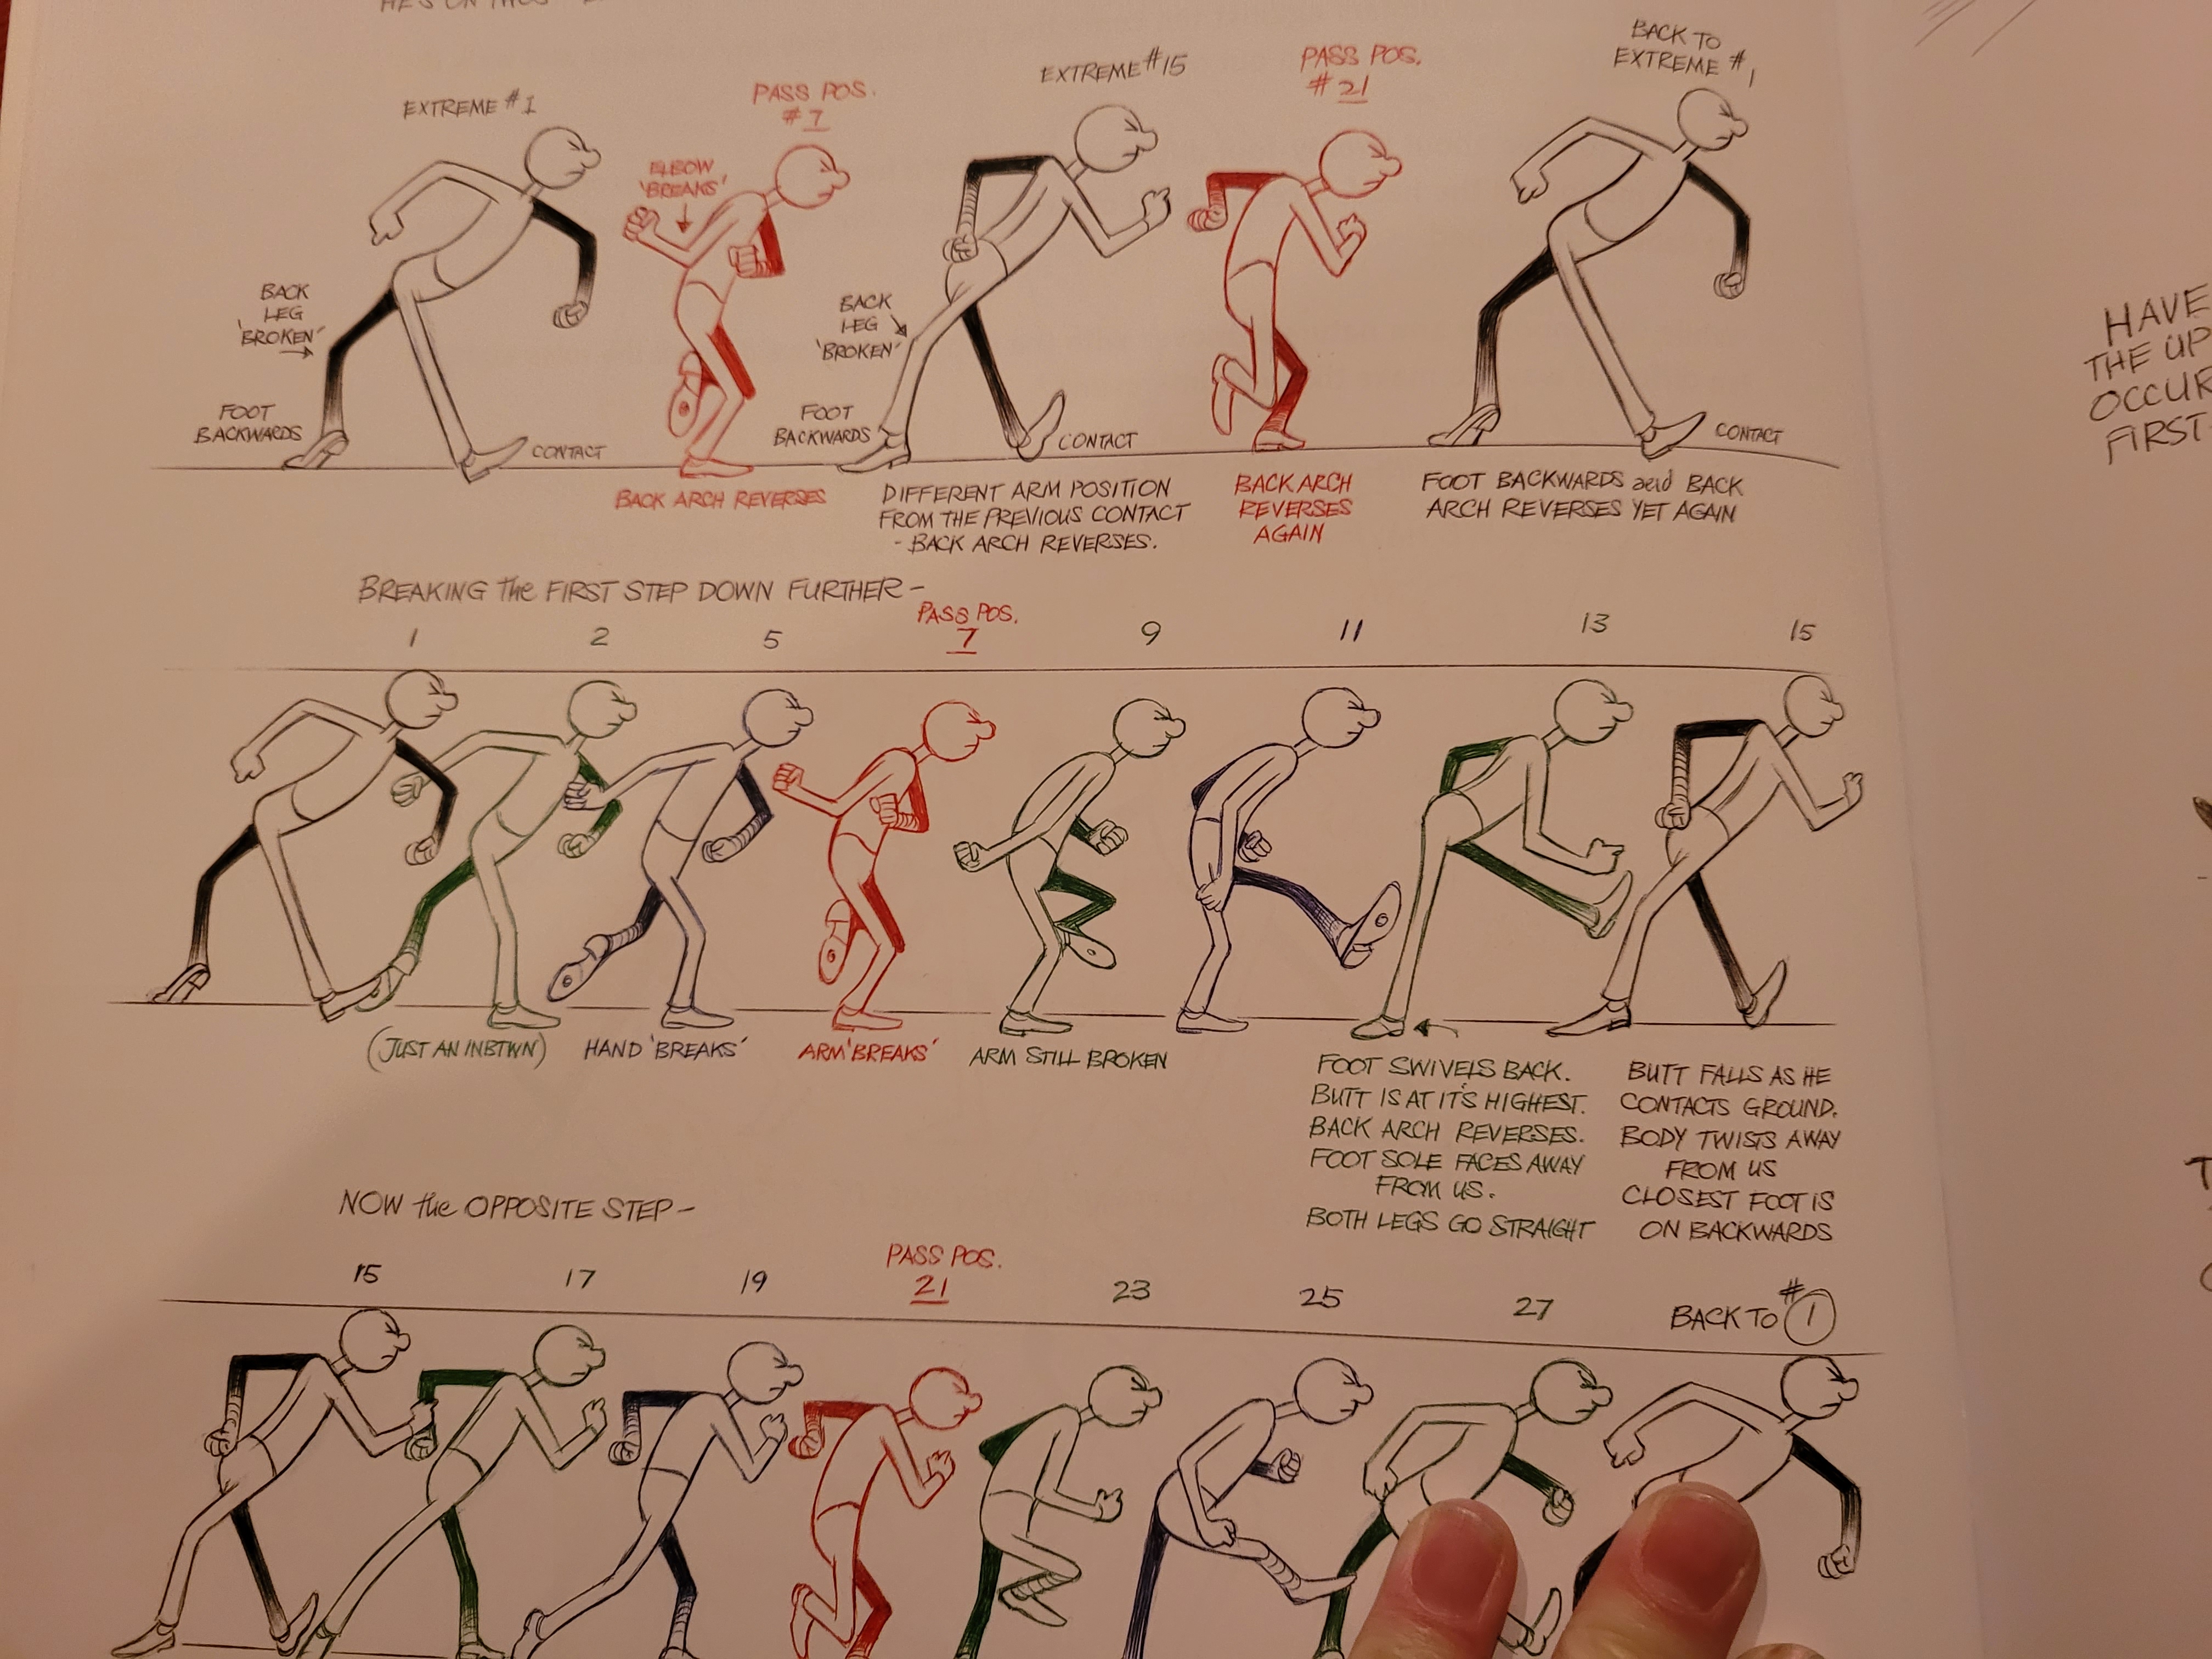 EXTREME #1
PASS POS.
# 7
EXTREME #15
PASS POS.
# 21
BACK TO
EXTREME # 1
BACK
LEG
'BROKEN'
FOOT
BACKWARDS
CONTACT
ELBOW
'BREAKS'
BACK
LEG
'BROKEN'
FOOT
BACKWARDS
CONTACT
CONTACT
BACK ARCH REVERSES
DIFFERENT ARM POSITION
FROM THE PREVIOUS CONTACT
- BACK ARCH REVERSES.
BACK ARCH
REVERSES
AGAIN
FOOT BACKWARDS and BACK
ARCH REVERSES YET AGAIN
BREAKING the FIRST STEP DOWN FURTHER -
1
2
5
PASS POS.
7
9
11
13
15
(JUST AN INBTWN)
HAND 'BREAKS'
ARM 'BREAKS'
ARM STILL BROKEN
FOOT SWIVELS BACK.
BUTT IS AT IT'S HIGHEST.
BACK ARCH REVERSES.
FOOT SOLE FACES AWAY
FROM US.
BOTH LEGS GO STRAIGHT
BUTT FALLS AS HE
CONTACTS GROUND.
BODY TWISTS AWAY
FROM US
CLOSEST FOOT IS
ON BACKWARDS
NOW the OPPOSITE STEP -
15
17
19
PASS POS.
21
23
25
27
BACK TO #1
HAVE
THE UP
OCCUR
FIRST